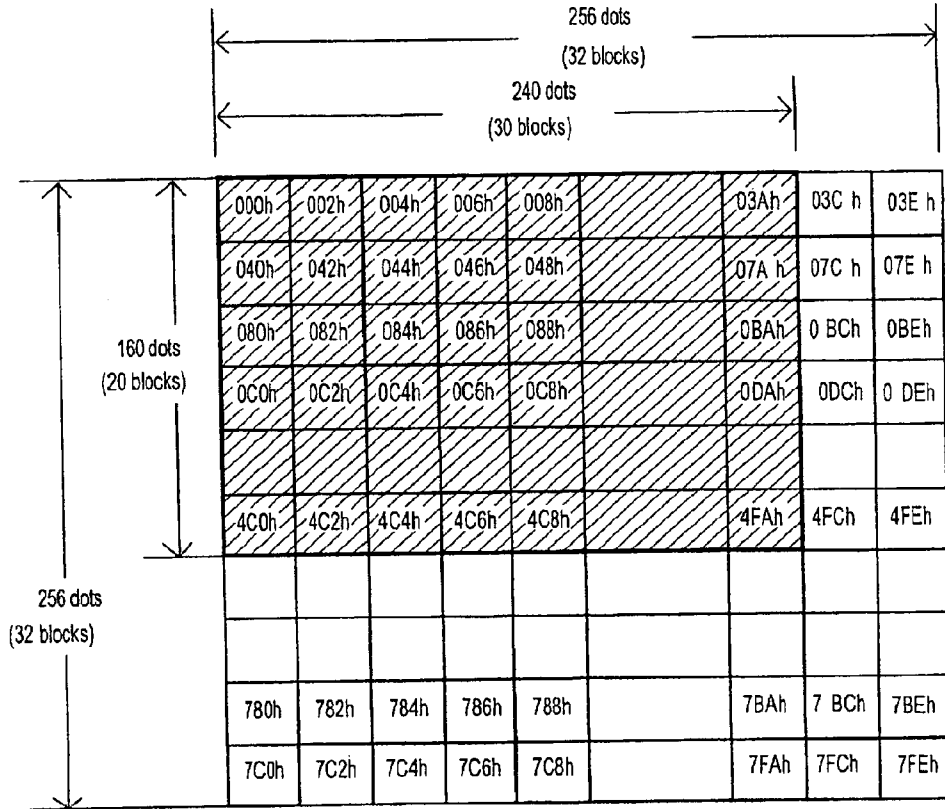 256 dots
(32 blocks)
240 dots
(30 blocks)
000h 002h 004h 006h 008h 03Ah 03C h 03E h
040h 042h 044h 046h 048h 07A h 07C h 07E h
080h 082h 084h 086h 088h 0BAh 0 BCh 0BEh
160 dots
(20 blocks)
0C0h 0C2h 0C4h 0C6h 0C8h 0DAh 0DCh 0 DEh
4C0h 4C2h 4C4h 4C6h 4C8h 4FAh 4FCh 4FEh
256 dots
(32 blocks)
780h 782h 784h 786h 788h 7BAh 7 BCh 7BEh
7C0h 7C2h 7C4h 7C6h 7C8h 7FAh 7FCh 7FEh